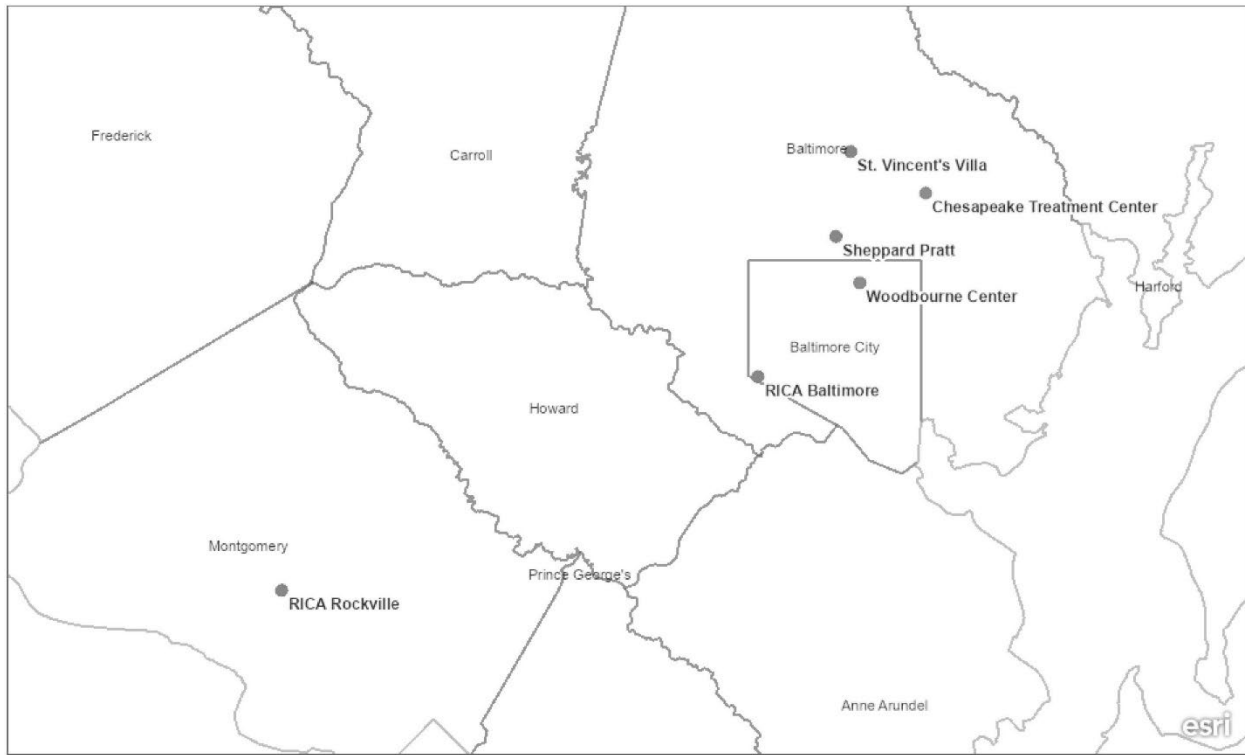 Frederick
Carroll
Baltimore
St. Vincent's Villa
Chesapeake Treatment Center
Sheppard Pratt
Harford
Woodbourne Center
Baltimore City
RICA Baltimore
Howard
Montgomery
Prince George's
RICA Rockville
Anne Arundel
esri